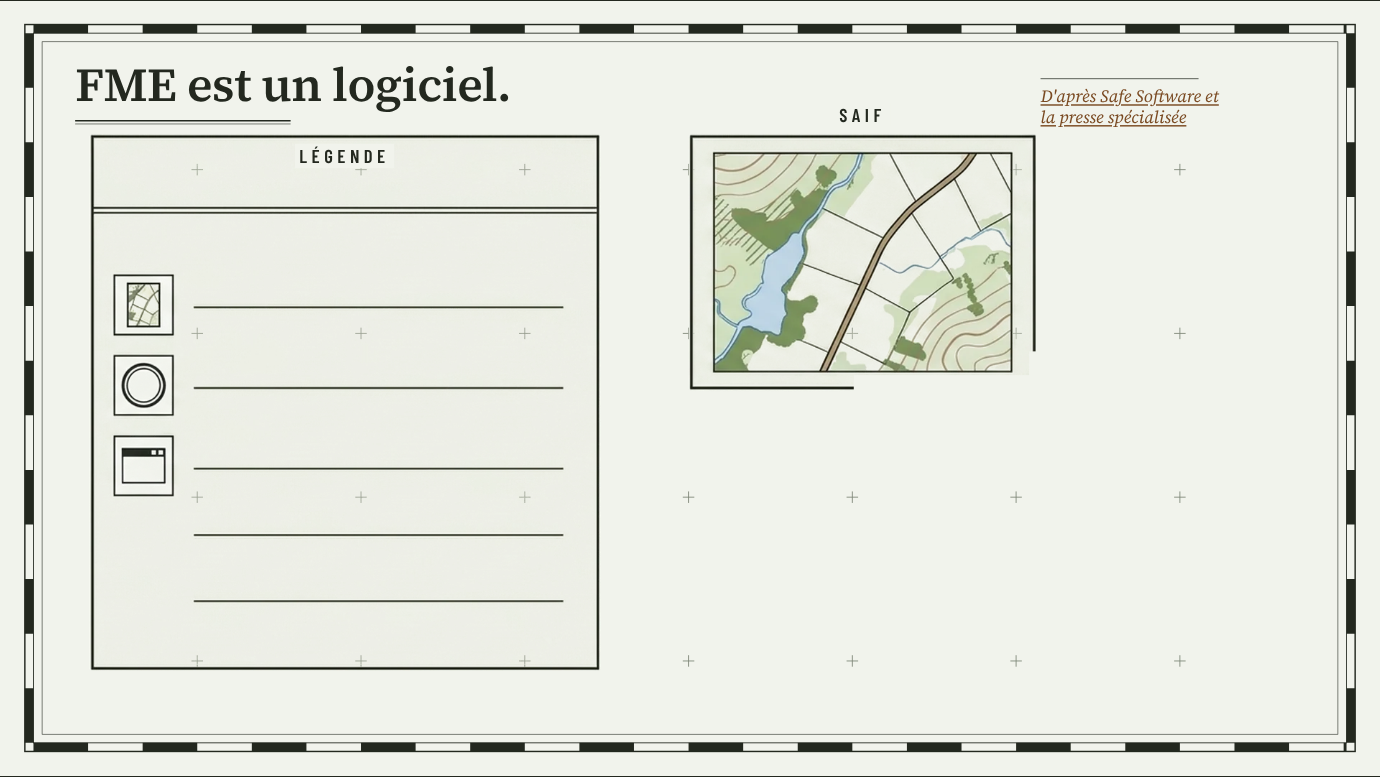 FME est un logiciel.
D'après Safe Software et
la presse spécialisée
SAIF
LÉGENDE